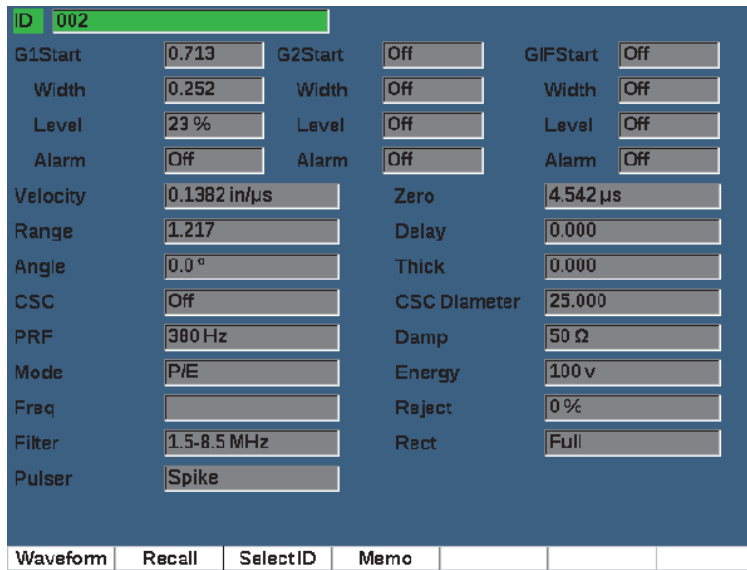 ID 002
G1Start 0.713 G2Start Off GIFStart Off
Width 0.252 Width Off Width Off
Level 23 % Level Off Level Off
Alarm Off Alarm Off Alarm Off
Velocity 0.1382 in/µs Zero 4.542 µs
Range 1.217 Delay 0.000
Angle 0.0 º Thick 0.000
CSC Off CSC Diameter 25.000
PRF 380 Hz Damp 50 Ω
Mode P/E Energy 100 v
Freq Reject 0 %
Filter 1.5-8.5 MHz Rect Full
Pulser Spike
Waveform Recall SelectID Memo